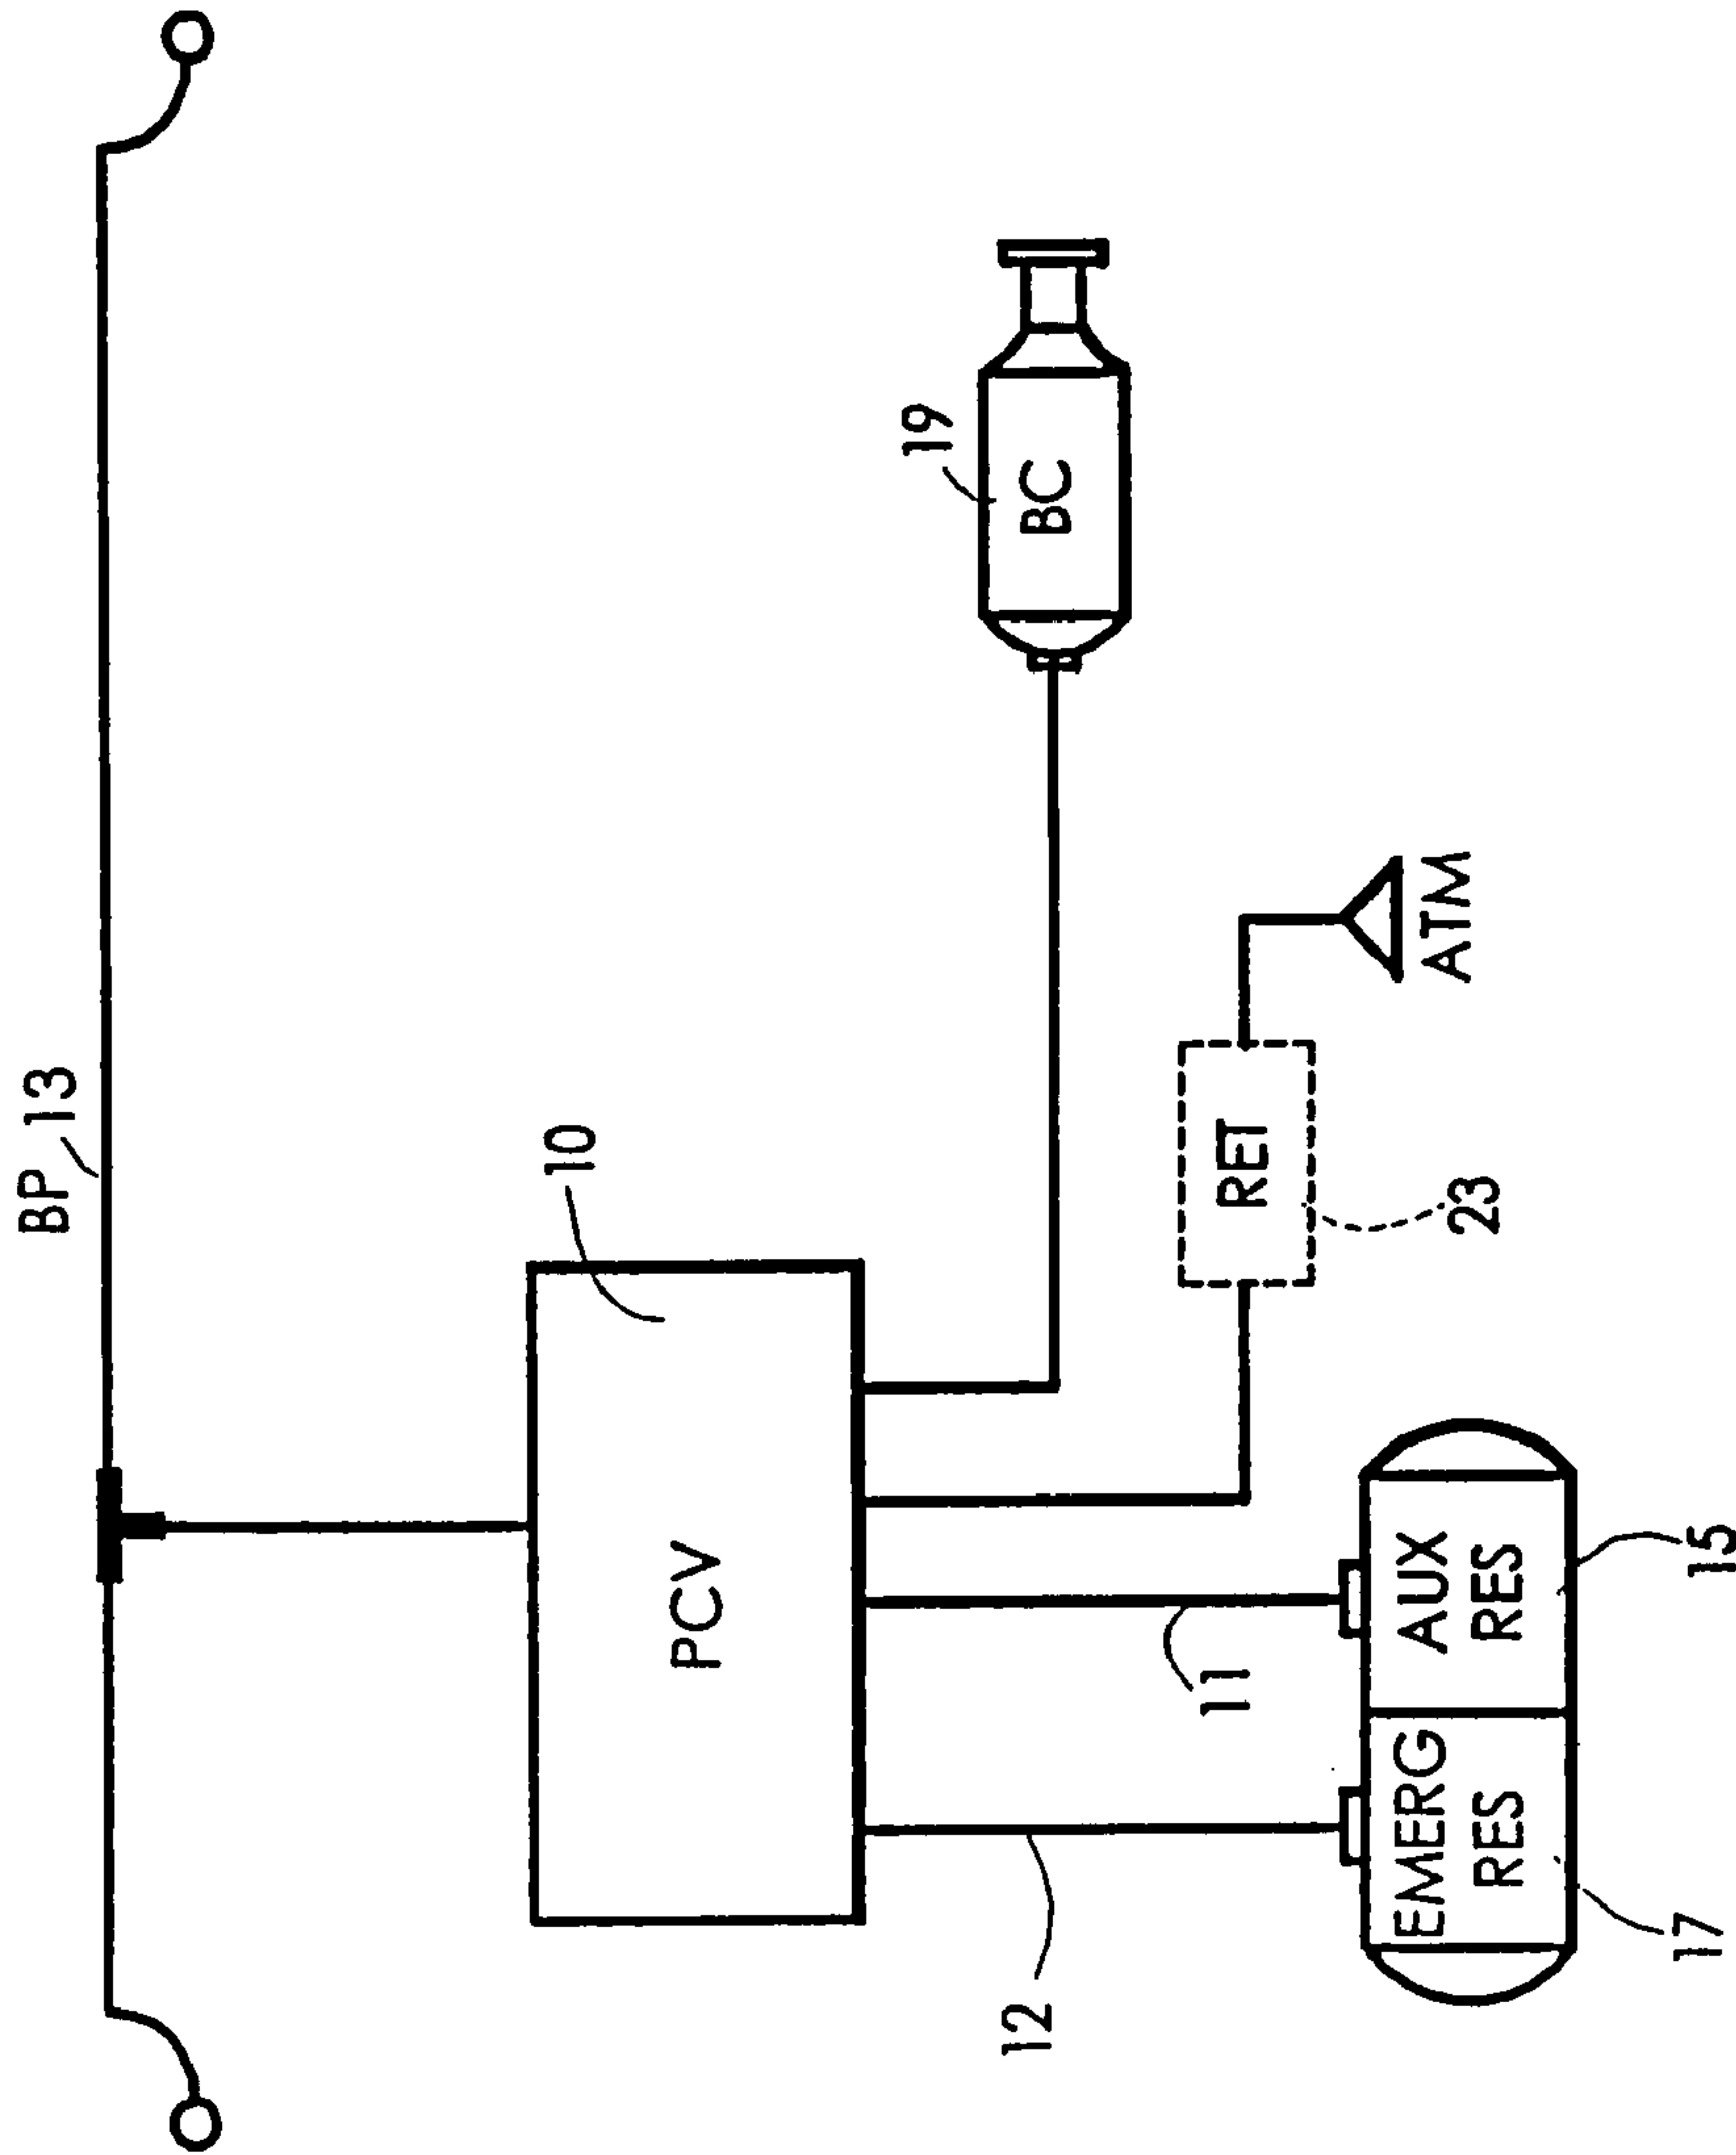 BP 13
10
PCV
19
BC
RET
23
ATM
12
11
EMERG
RES
AUX
RES
17
15